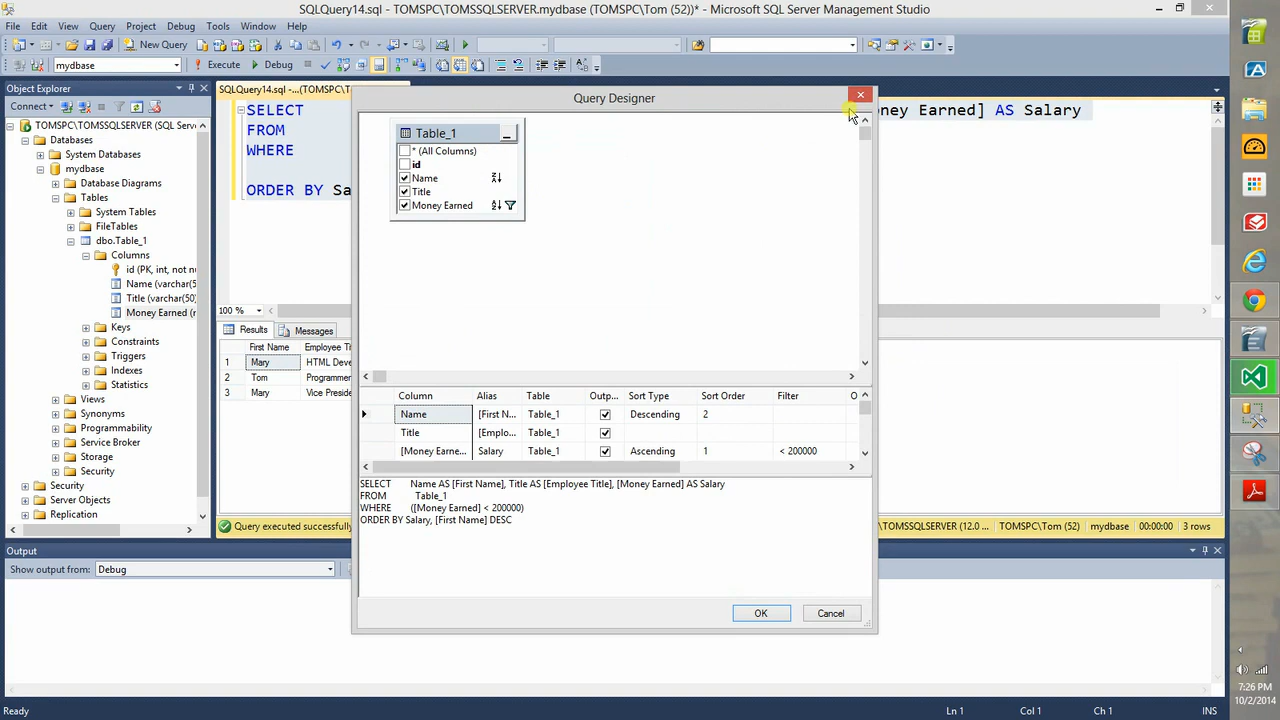 SQLQuery14.sql - TOMSPC\TOMSSQLSERVER.mydbase (TOMSPC\Tom (52))* - Microsoft SQL Server Management Studio
File Edit View Query Project Debug Tools Window Help
New Query
mydbase Execute Debug
Object Explorer
Connect
TOMSPC\TOMSSQLSERVER (SQL Serv
Databases
System Databases
mydbase
Database Diagrams
Tables
System Tables
FileTables
dbo.Table_1
Columns
id (PK, int, not nu
Name (varchar(50
Title (varchar(50)
Money Earned (r
Keys
Constraints
Triggers
Indexes
Statistics
Views
Synonyms
Programmability
Service Broker
Storage
Security
Security
Server Objects
Replication
SQLQuery14.sql -...(TOMSPC\T
SELECT
oney Earned] AS Salary
FROM
WHERE
ORDER BY Sa
100 %
Results Messages
First Name Employee Ti
1 Mary HTML Deve
2 Tom Programmer
3 Mary Vice Preside
Query executed successfully
\TOMSSQLSERVER (12.0 ... TOMSPC\Tom (52) mydbase 00:00:00 3 rows
Query Designer
Table_1
* (All Columns)
id
Name
Title
Money Earned
Column Alias Table Outp... Sort Type Sort Order Filter O
Name [First N... Table_1 Descending 2
Title [Emplo... Table_1
[Money Earne... Salary Table_1 Ascending 1 < 200000
SELECT Name AS [First Name], Title AS [Employee Title], [Money Earned] AS Salary
FROM Table_1
WHERE ([Money Earned] < 200000)
ORDER BY Salary, [First Name] DESC
OK Cancel
Output
Show output from: Debug
Ready Ln 1 Col 1 Ch 1 INS
7:26 PM
10/2/2014